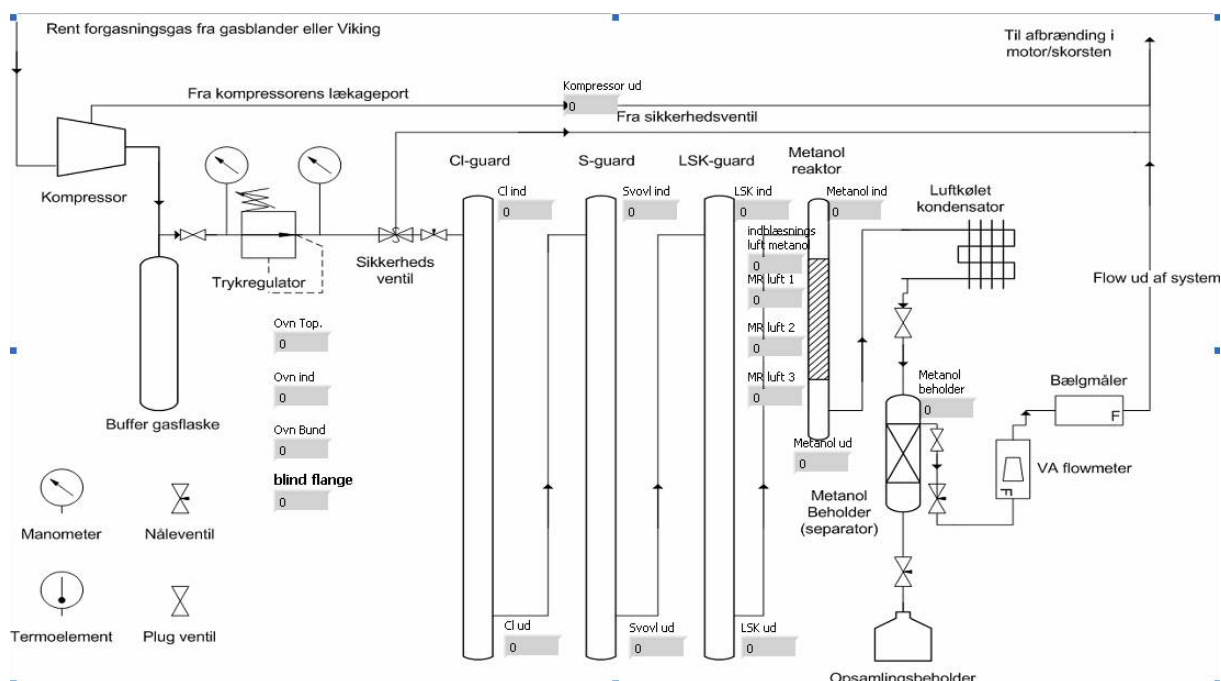 Rent forgasningsgas fra gasblander eller Viking
Til afbrænding i
motor/skorsten
Kompressor ud
0
Fra kompressorens lækageport
Fra sikkerhedsventil
Kompressor
Cl-guard
S-guard
LSK-guard
Metanol
reaktor
Cl ind
0
Svovl ind
0
LSK ind
0
Metanol ind
0
Luftkølet
kondensator
indblæsnings
luft metanol
0
Sikkerheds
ventil
Trykregulator
MR luft 1
0
Flow ud af system
Ovn Top.
0
MR luft 2
0
Ovn ind
0
MR luft 3
0
Metanol
beholder
0
Bælgmåler
F
Buffer gasflaske
Ovn Bund
0
Metanol ud
0
VA flowmeter
F
blind flange
0
Metanol
Beholder
(separator)
Manometer
Nåleventil
Termoelement
Plug ventil
Cl ud
0
Svovl ud
0
LSK ud
0
Opsamlingsbeholder